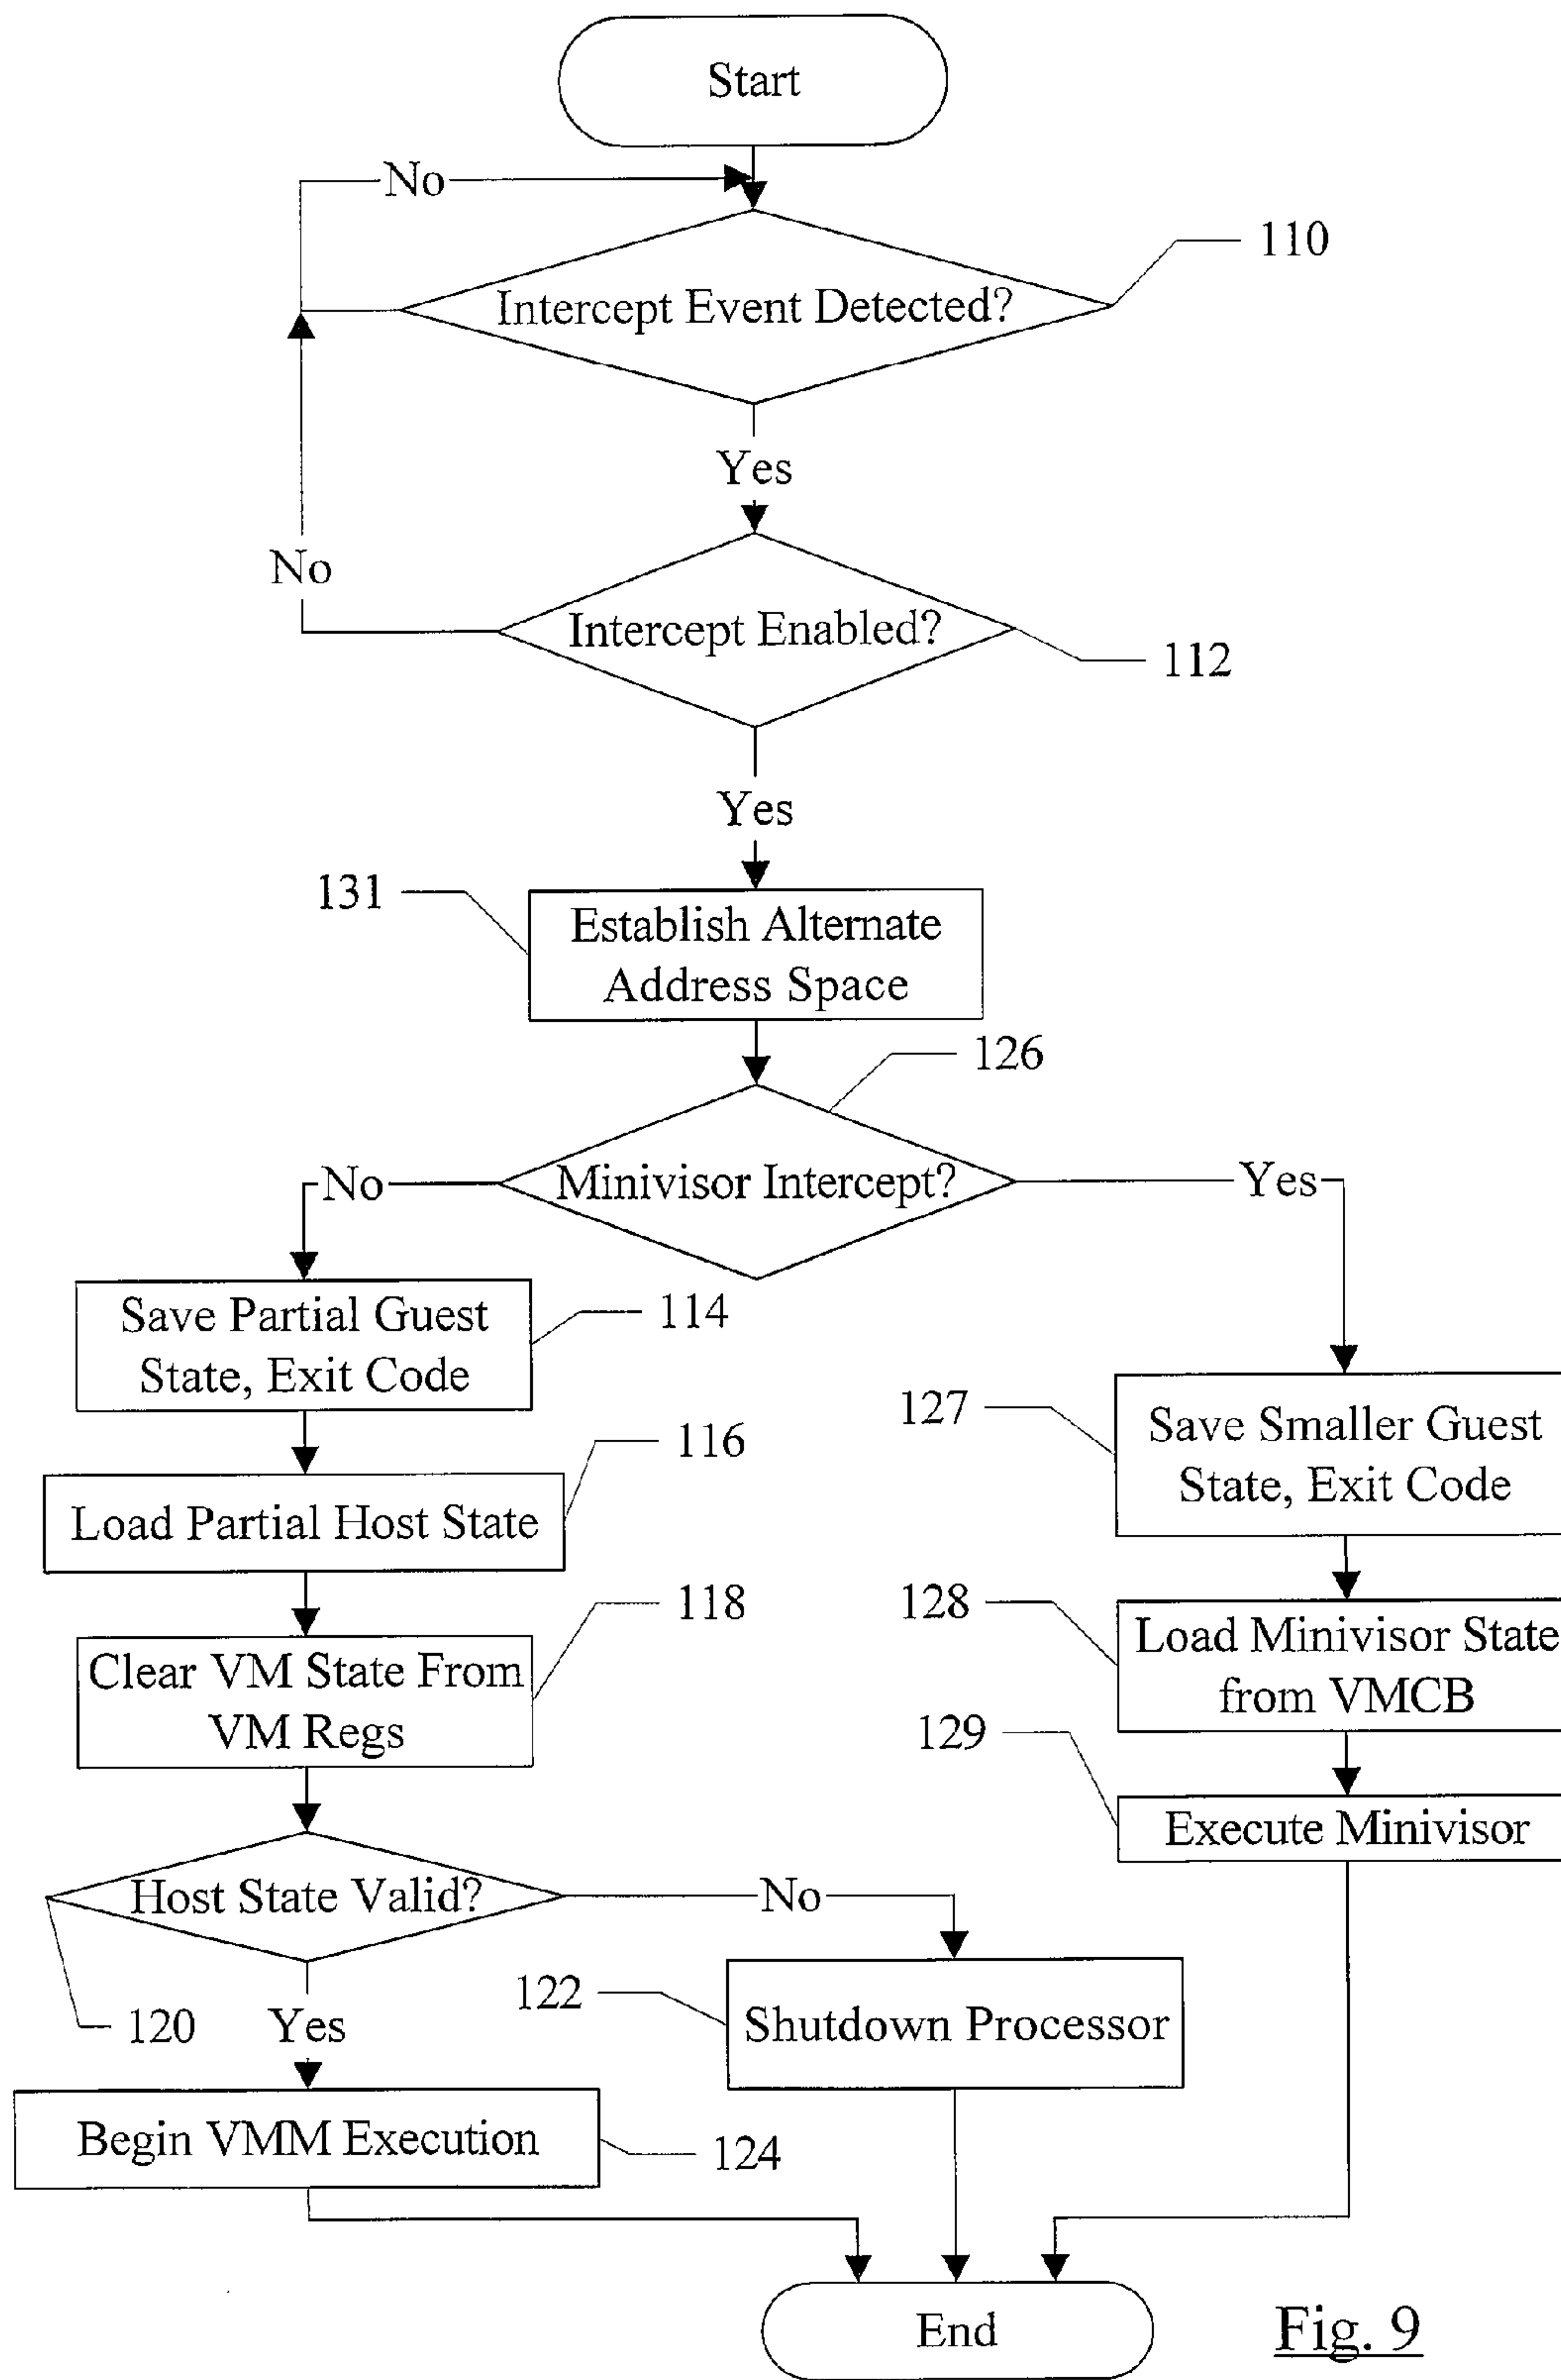 Start
No
110
Intercept Event Detected?
Yes
No
Intercept Enabled?
112
Yes
131
Establish Alternate
Address Space
126
Minivisor Intercept?
No
Yes
Save Partial Guest
State, Exit Code
114
127
Save Smaller Guest
State, Exit Code
116
Load Partial Host State
118
128
Load Minivisor State
from VMCB
Clear VM State From
VM Regs
129
Execute Minivisor
Host State Valid?
No
120
Yes
122
Shutdown Processor
Begin VMM Execution
124
End
Fig. 9